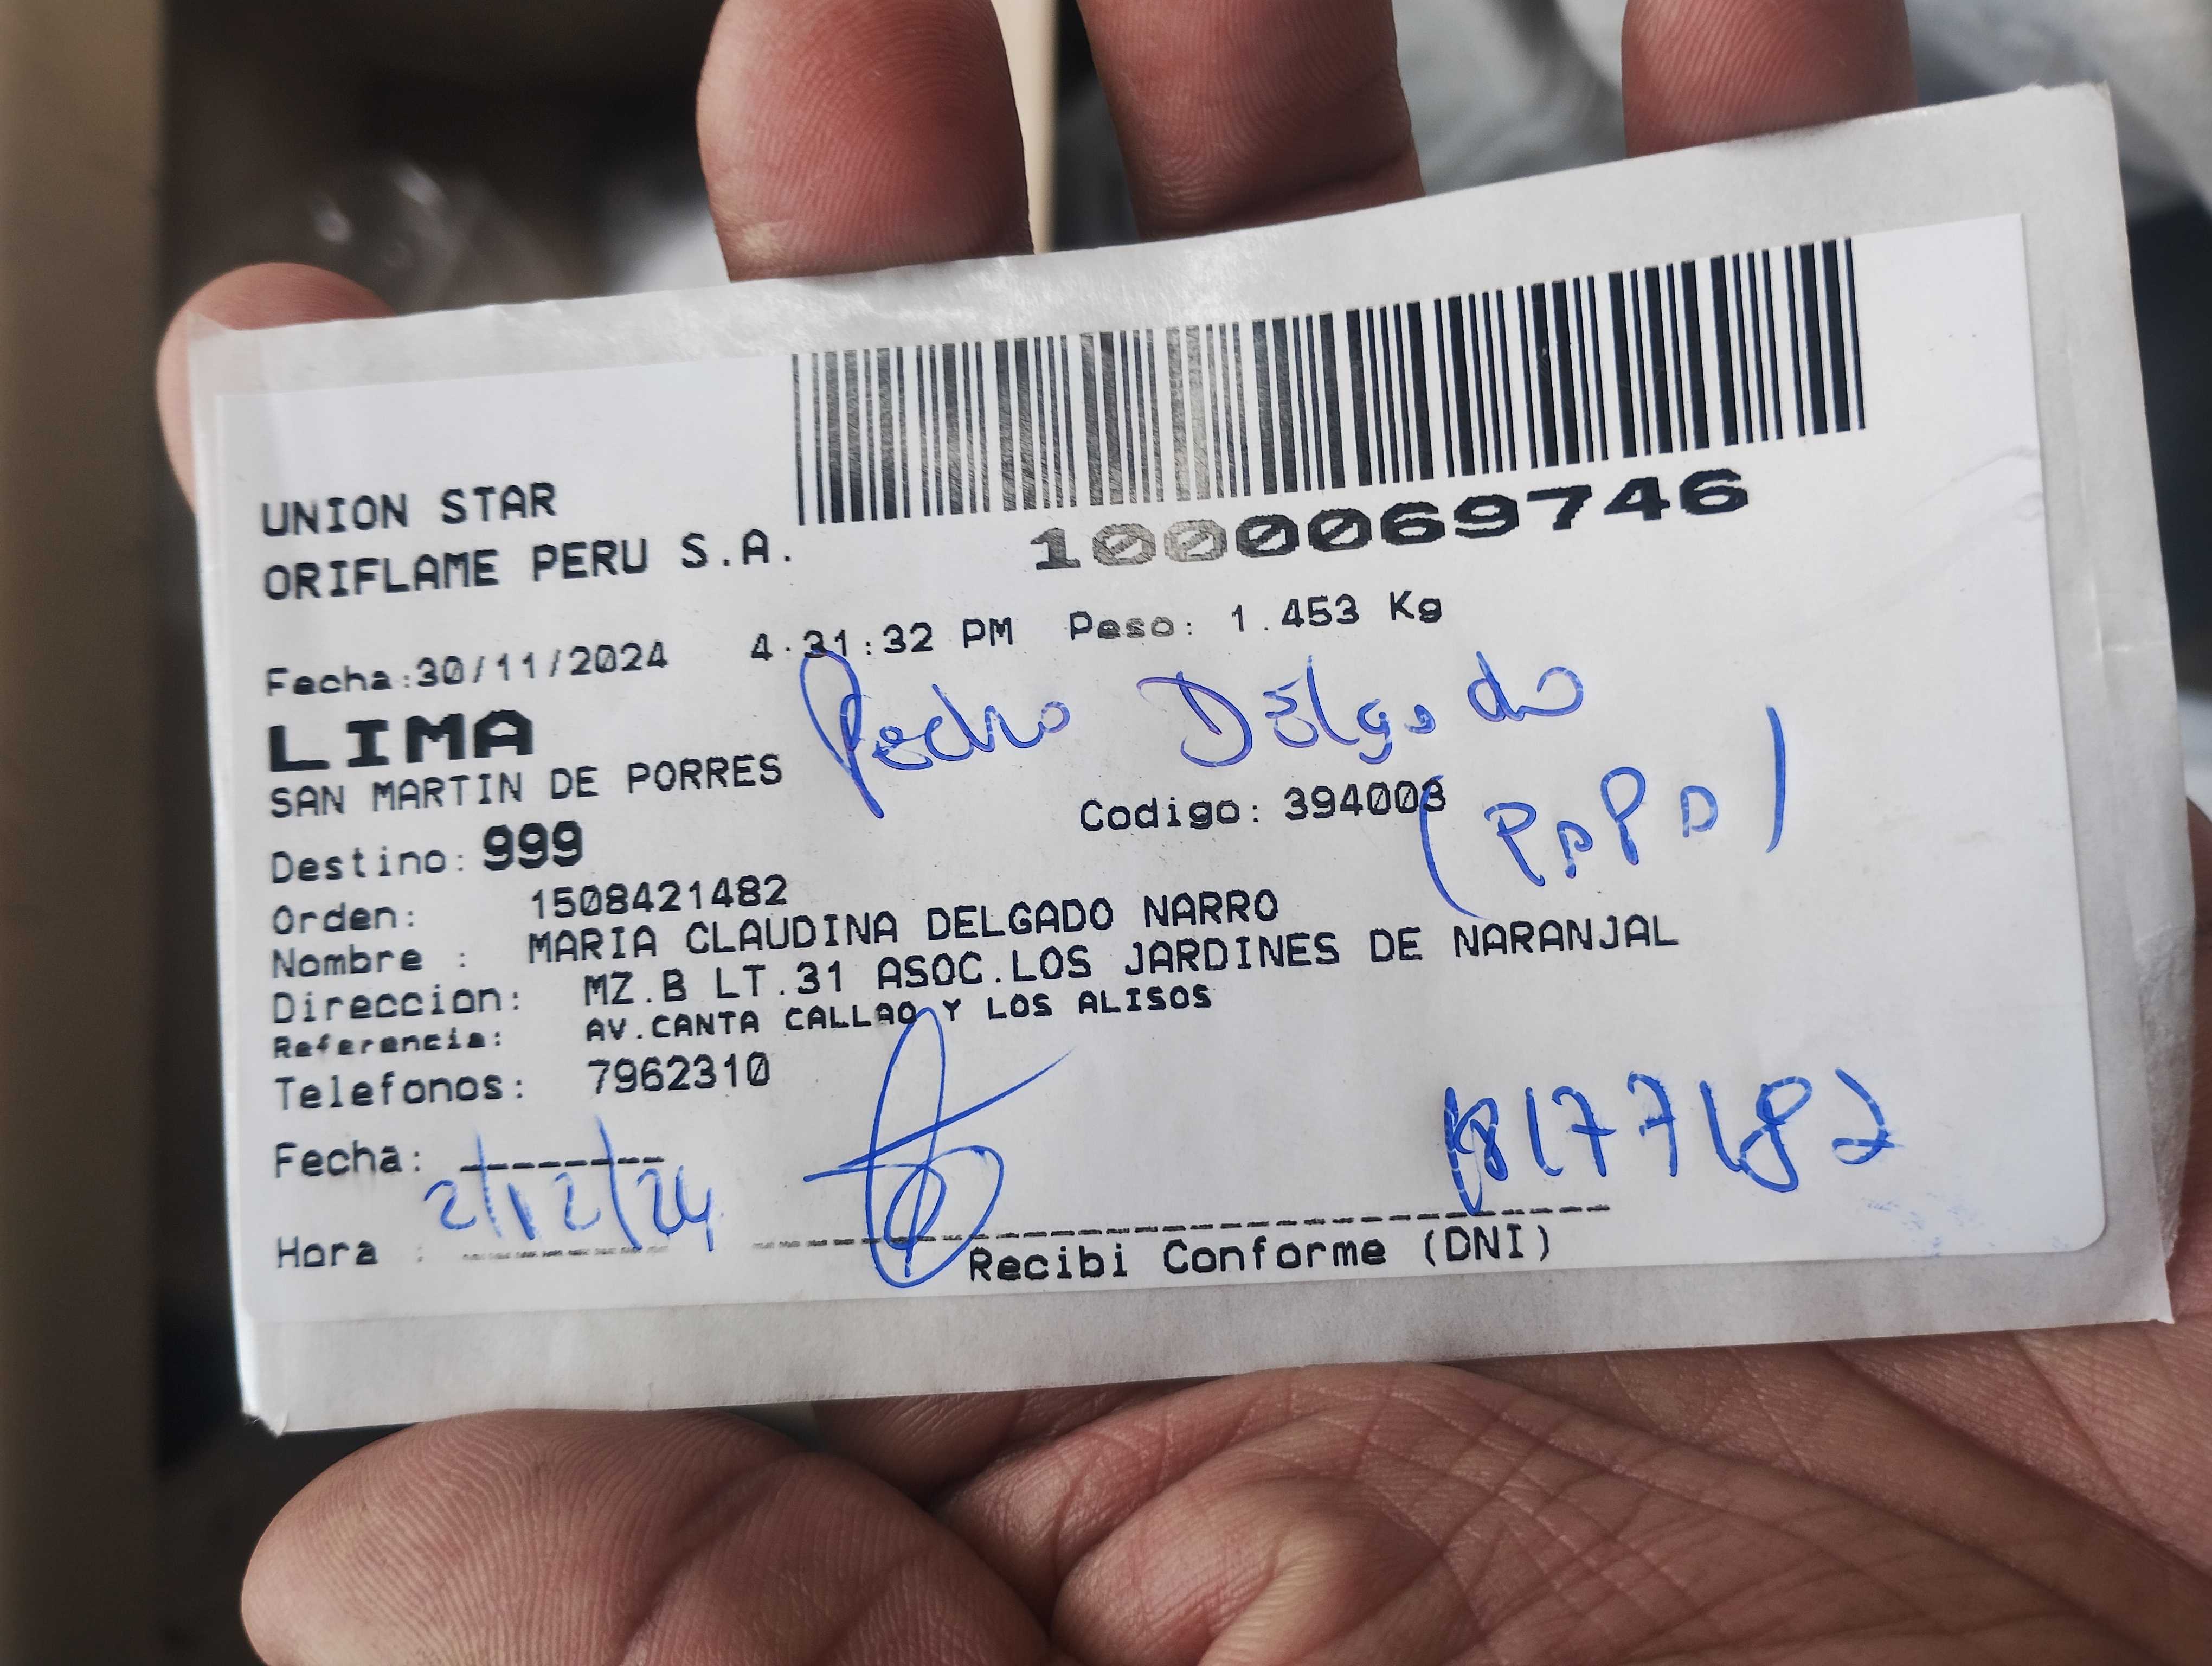 UNION STAR
ORIFLAME PERU S.A.
1000069746
Fecha:30/11/2024 4:31:32 PM Peso: 1.453 Kg
LIMA
Pedro Delgado
SAN MARTIN DE PORRES
Codigo: 394003
(PAPA)
Destino: 999
Orden: 1508421482
Nombre : MARIA CLAUDINA DELGADO NARRO
Direccion: MZ.B LT.31 ASOC.LOS JARDINES DE NARANJAL
Referencia: AV.CANTA CALLAO Y LOS ALISOS
Telefonos: 7962310
Fecha: 2/12/24
18177182
Hora :
Recibi Conforme (DNI)